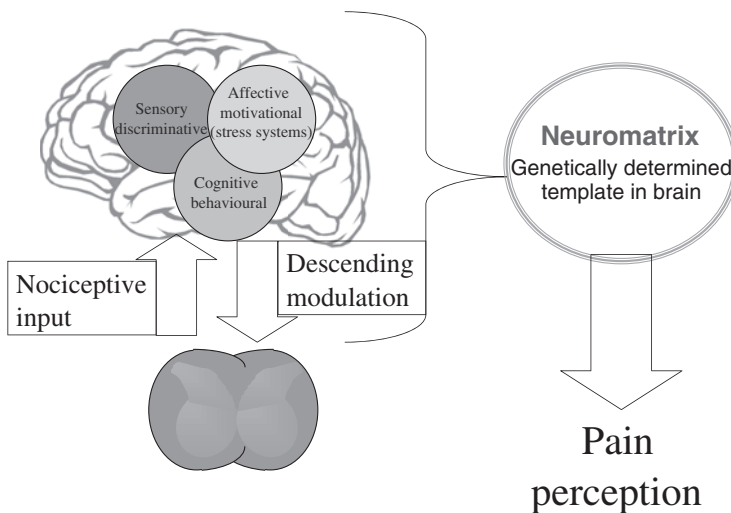 Sensory
discriminative
Affective
motivational
(stress systems)
Cognitive
behavioural
Nociceptive
input
Descending
modulation
Neuromatrix
Genetically determined
template in brain
Pain
perception